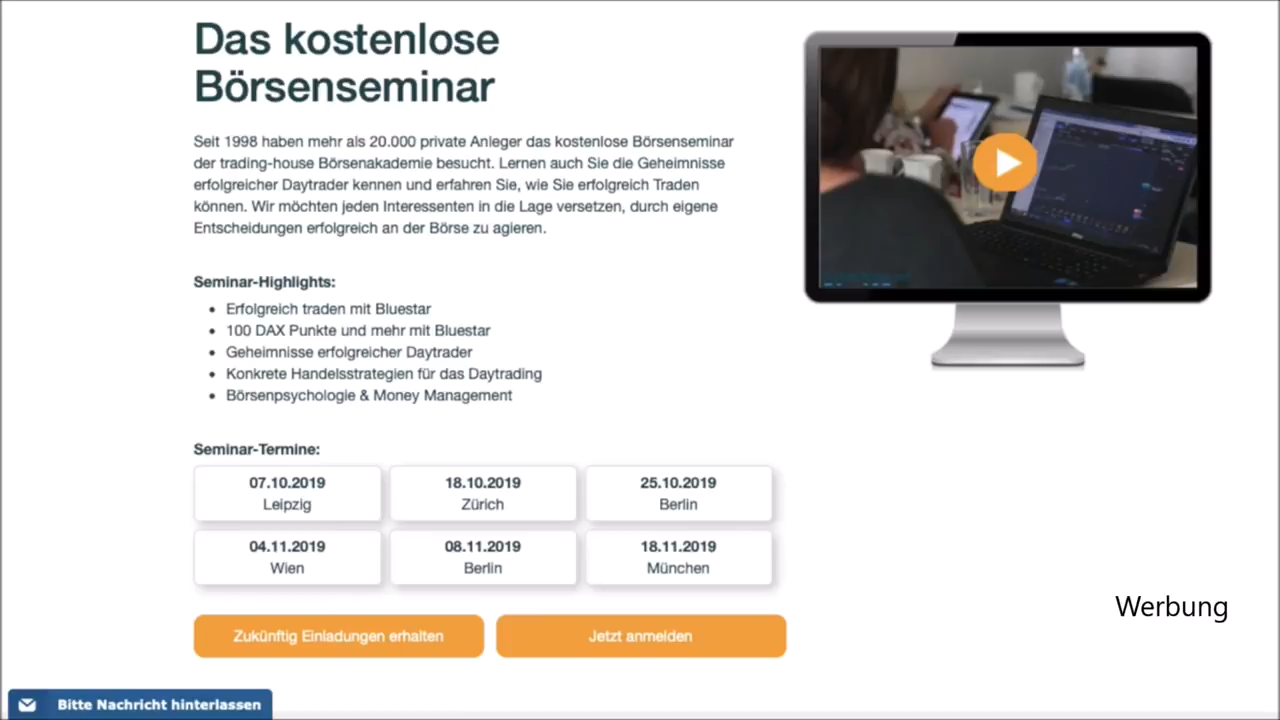 Das kostenlose
Börsenseminar
Seit 1998 haben mehr als 20.000 private Anleger das kostenlose Börsenseminar
der trading-house Börsenakademie besucht. Lernen auch Sie die Geheimnisse
erfolgreicher Daytrader kennen und erfahren Sie, wie Sie erfolgreich Traden
können. Wir möchten jeden Interessenten in die Lage versetzen, durch eigene
Entscheidungen erfolgreich an der Börse zu agieren.
Seminar-Highlights:
• Erfolgreich traden mit Bluestar
• 100 DAX Punkte und mehr mit Bluestar
• Geheimnisse erfolgreicher Daytrader
• Konkrete Handelsstrategien für das Daytrading
• Börsenpsychologie & Money Management
Seminar-Termine:
07.10.2019
Leipzig
18.10.2019
Zürich
25.10.2019
Berlin
04.11.2019
Wien
08.11.2019
Berlin
18.11.2019
München
Werbung
Zukünftig Einladungen erhalten
Jetzt anmelden
Bitte Nachricht hinterlassen